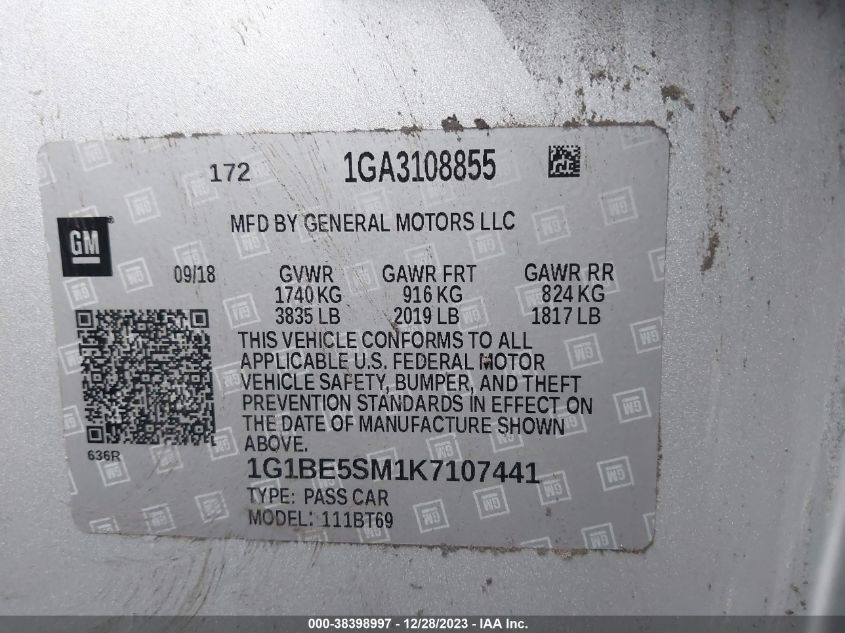 172 1GA3108855
MFD BY GENERAL MOTORS LLC
GM
09/18 GVWR GAWR FRT GAWR RR
1740 KG 916 KG 824 KG
3835 LB 2019 LB 1817 LB
THIS VEHICLE CONFORMS TO ALL
APPLICABLE U.S. FEDERAL MOTOR
VEHICLE SAFETY, BUMPER, AND THEFT
PREVENTION STANDARDS IN EFFECT ON
THE DATE OF MANUFACTURE SHOWN
ABOVE.
636R
1G1BE5SM1K7107441
TYPE: PASS CAR
MODEL: 111BT69
000-38398997 - 12/28/2023 - IAA Inc.